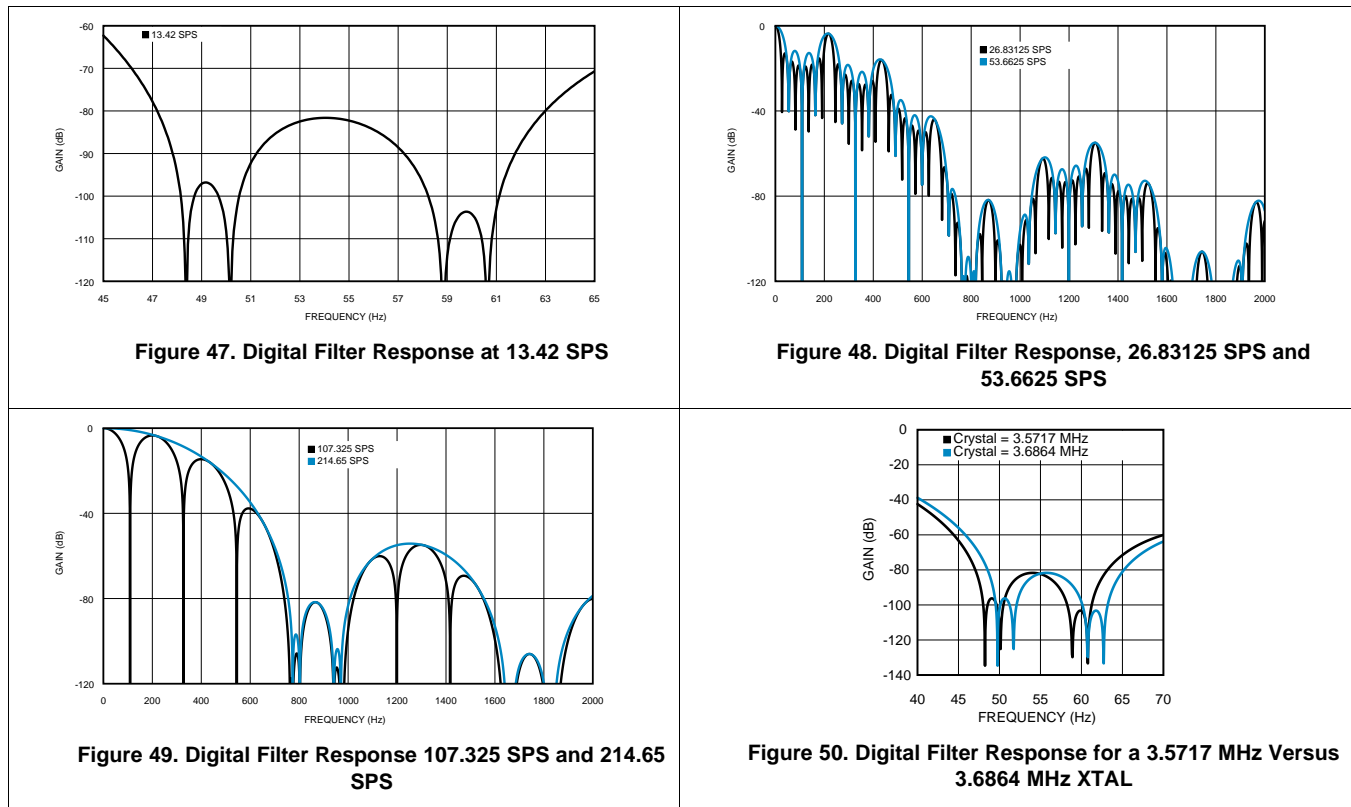 -60
-70
-80
-90
-100
-110
-120
GAIN (dB)
13.42 SPS
45 47 49 51 53 55 57 59 61 63 65
FREQUENCY (Hz)
Figure 47. Digital Filter Response at 13.42 SPS
0
-40
-80
-120
GAIN (dB)
26.83125 SPS
53.6625 SPS
0 200 400 600 800 1000 1200 1400 1600 1800 2000
FREQUENCY (Hz)
Figure 48. Digital Filter Response, 26.83125 SPS and
53.6625 SPS
0
-40
-80
-120
GAIN (dB)
107.325 SPS
214.65 SPS
0 200 400 600 800 1000 1200 1400 1600 1800 2000
FREQUENCY (Hz)
Figure 49. Digital Filter Response 107.325 SPS and 214.65
SPS
0
-20
-40
-60
-80
-100
-120
-140
GAIN (dB)
Crystal = 3.5717 MHz
Crystal = 3.6864 MHz
40 45 50 55 60 65 70
FREQUENCY (Hz)
Figure 50. Digital Filter Response for a 3.5717 MHz Versus
3.6864 MHz XTAL